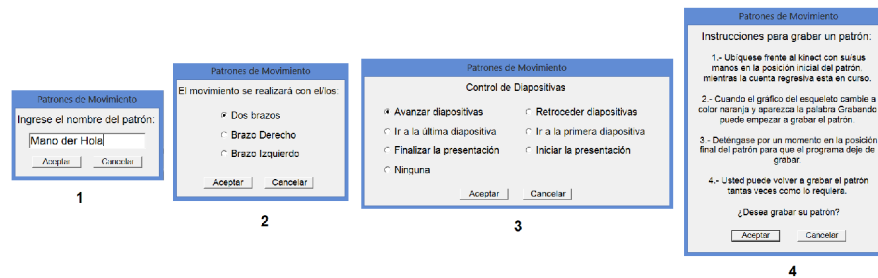 Patrones de Movimiento
Ingrese el nombre del patrón:
Mano der Hola
Aceptar Cancelar
1
Patrones de Movimiento
El movimiento se realizará con el/los:
Dos brazos
Brazo Derecho
Brazo Izquierdo
Aceptar Cancelar
2
Patrones de Movimiento
Control de Diapositivas
Avanzar diapositivas Retroceder diapositivas
Ir a la última diapositiva Ir a la primera diapositiva
Finalizar la presentación Iniciar la presentación
Ninguna
Aceptar Cancelar
3
Patrones de Movimiento
Instrucciones para grabar un patrón:
1.- Ubíquese frente al kinect con su/sus
manos en la posición inicial del patrón,
mientras la cuenta regresiva esta en curso.
2.- Cuando el gráfico del esqueleto cambie a
color naranja y aparezca la palabra Grabando
puede empezar a grabar el patrón.
3.- Deténgase por un momento en la posición
final del patrón para que el programa deje de
grabar.
4.- Usted puede volver a grabar el patrón
tantas veces como lo requiera.
¿Desea grabar su patrón?
Aceptar Cancelar
4